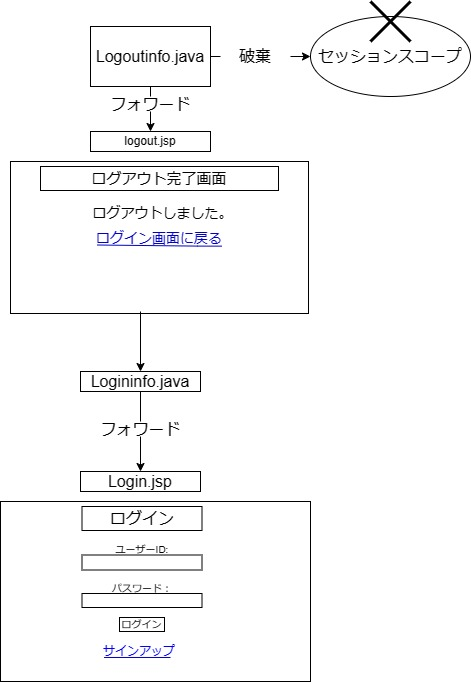 Logoutinfo.java
破棄
セッションスコープ
フォワード
logout.jsp
ログアウト完了画面
ログアウトしました。
ログイン画面に戻る
Logininfo.java
フォワード
Login.jsp
ログイン
ユーザーID:
パスワード：
ログイン
サインアップ